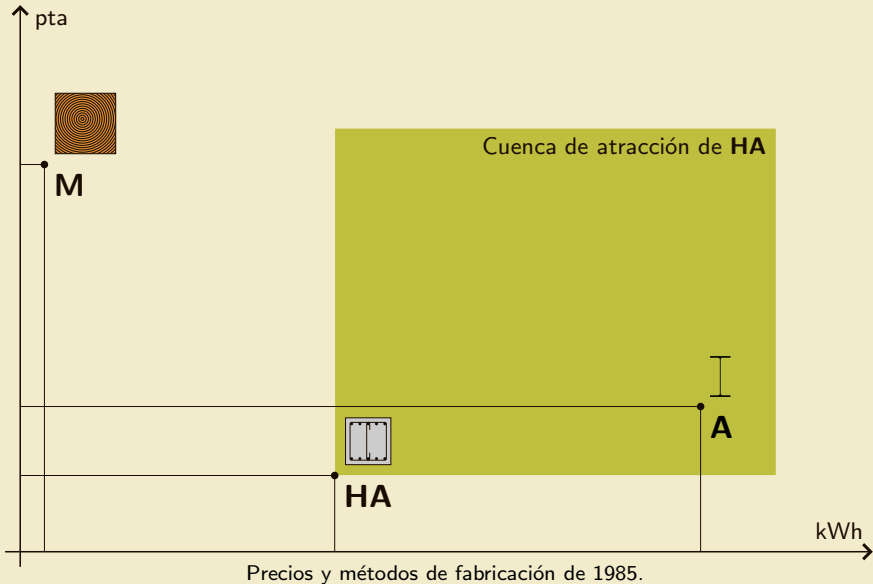 pta
Cuenca de atracción de HA
M
A
HA
kWh
Precios y métodos de fabricación de 1985.